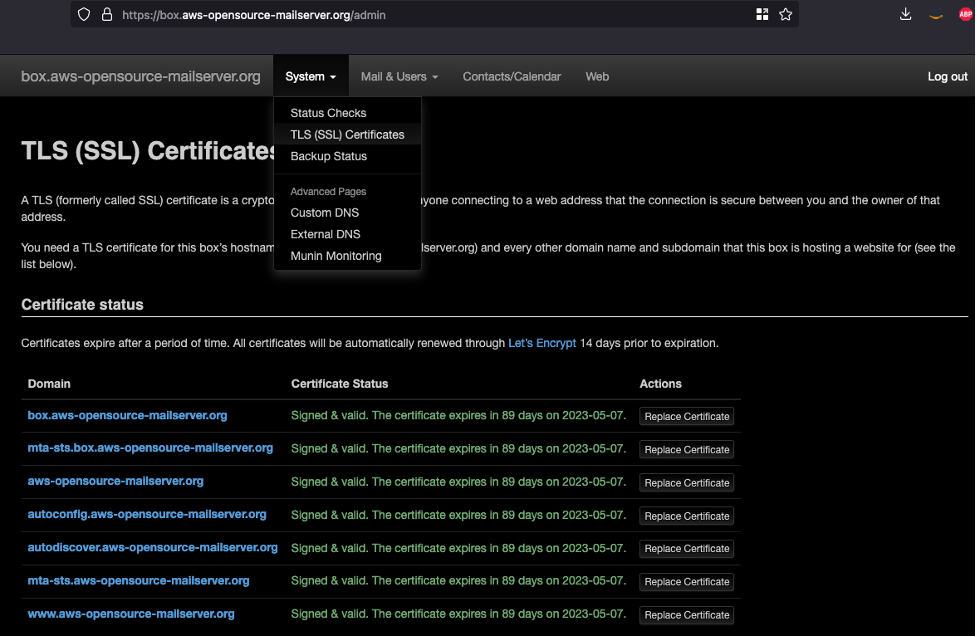 https://box.aws-opensource-mailserver.org/admin
ABP
box.aws-opensource-mailserver.org System Mail & Users Contacts/Calendar Web Log out
Status Checks
TLS (SSL) Certificates
Backup Status
Advanced Pages
Custom DNS
External DNS
Munin Monitoring
TLS (SSL) Certificates
A TLS (formerly called SSL) certificate is a crypto yone connecting to a web address that the connection is secure between you and the owner of that
address.
You need a TLS certificate for this box's hostnam lserver.org) and every other domain name and subdomain that this box is hosting a website for (see the
list below).
Certificate status
Certificates expire after a period of time. All certificates will be automatically renewed through Let's Encrypt 14 days prior to expiration.
Domain Certificate Status Actions
box.aws-opensource-mailserver.org Signed & valid. The certificate expires in 89 days on 2023-05-07. Replace Certificate
mta-sts.box.aws-opensource-mailserver.org Signed & valid. The certificate expires in 89 days on 2023-05-07. Replace Certificate
aws-opensource-mailserver.org Signed & valid. The certificate expires in 89 days on 2023-05-07. Replace Certificate
autoconfig.aws-opensource-mailserver.org Signed & valid. The certificate expires in 89 days on 2023-05-07. Replace Certificate
autodiscover.aws-opensource-mailserver.org Signed & valid. The certificate expires in 89 days on 2023-05-07. Replace Certificate
mta-sts.aws-opensource-mailserver.org Signed & valid. The certificate expires in 89 days on 2023-05-07. Replace Certificate
www.aws-opensource-mailserver.org Signed & valid. The certificate expires in 89 days on 2023-05-07. Replace Certificate